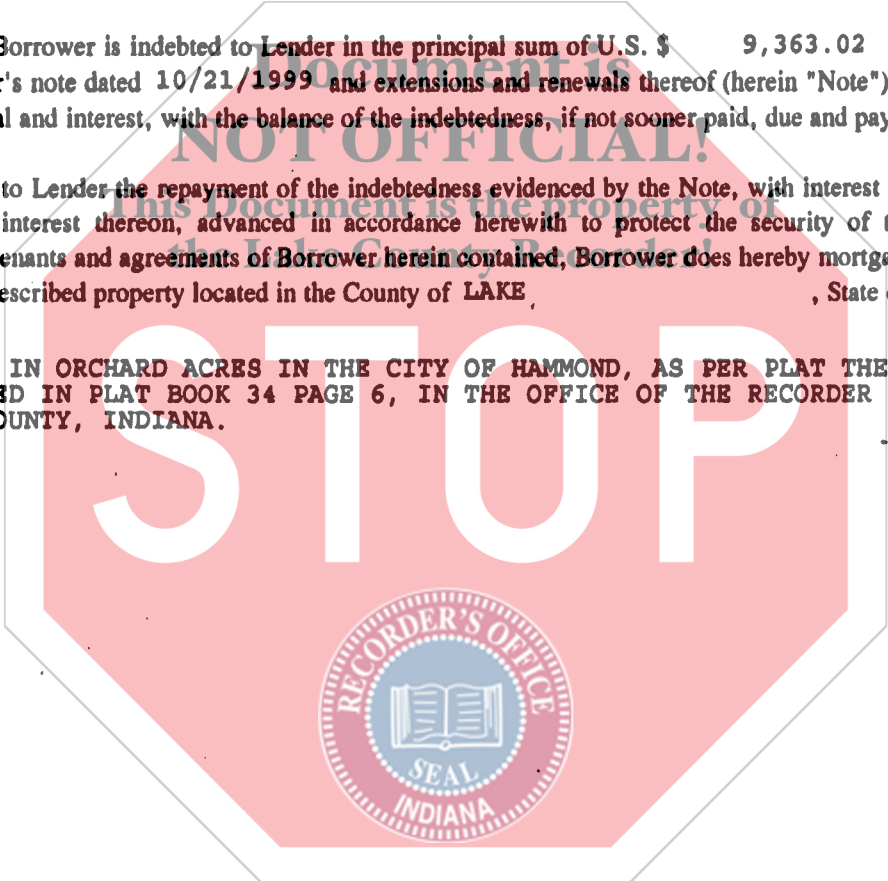 Borrower is indebted to Lender in the principal sum of U.S. $ 9,363.02
r's note dated 10/21/1999 and extensions and renewals thereof (herein "Note")
l and interest, with the balance of the indebtedness, if not sooner paid, due and pay
to Lender the repayment of the indebtedness evidenced by the Note, with interest
interest thereon, advanced in accordance herewith to protect the security of t
enants and agreements of Borrower herein contained, Borrower does hereby mortga
escribed property located in the County of LAKE , State
IN ORCHARD ACRES IN THE CITY OF HAMMOND, AS PER PLAT THE
ED IN PLAT BOOK 34 PAGE 6, IN THE OFFICE OF THE RECORDER
OUNTY, INDIANA.
Document is
NOT OFFICIAL!
This Document is the property of
the Lake County Recorder!
STOP
RECORDER'S OFFICE
SEAL
INDIANA